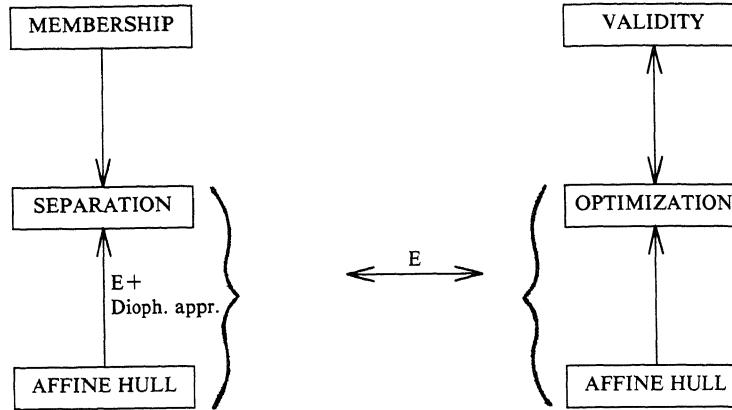 MEMBERSHIP
VALIDITY
SEPARATION
OPTIMIZATION
E
E+
Dioph. appr.
AFFINE HULL
AFFINE HULL